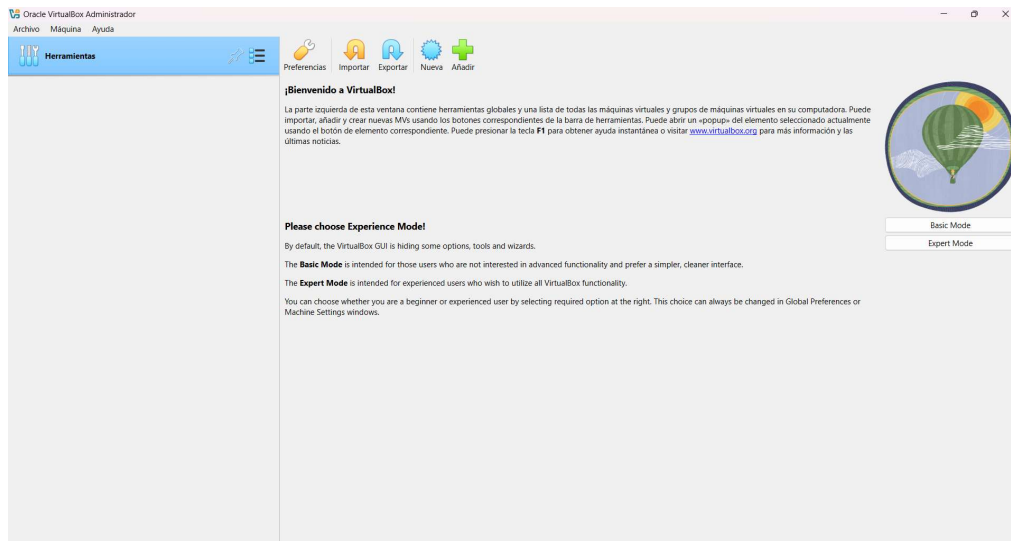 Oracle VirtualBox Administrador
Archivo Máquina Ayuda
Herramientas
Preferencias Importar Exportar Nueva Añadir
¡Bienvenido a VirtualBox!
La parte izquierda de esta ventana contiene herramientas globales y una lista de todas las máquinas virtuales y grupos de máquinas virtuales en su computadora. Puede
importar, añadir y crear nuevas MVs usando los botones correspondientes de la barra de herramientas. Puede abrir un «popup» del elemento seleccionado actualmente
usando el botón de elemento correspondiente. Puede presionar la tecla F1 para obtener ayuda instantánea o visitar www.virtualbox.org para más información y las
últimas noticias.
Please choose Experience Mode!
Basic Mode
By default, the VirtualBox GUI is hiding some options, tools and wizards.
Expert Mode
The Basic Mode is intended for those users who are not interested in advanced functionality and prefer a simpler, cleaner interface.
The Expert Mode is intended for experienced users who wish to utilize all VirtualBox functionality.
You can choose whether you are a beginner or experienced user by selecting required option at the right. This choice can always be changed in Global Preferences or
Machine Settings windows.